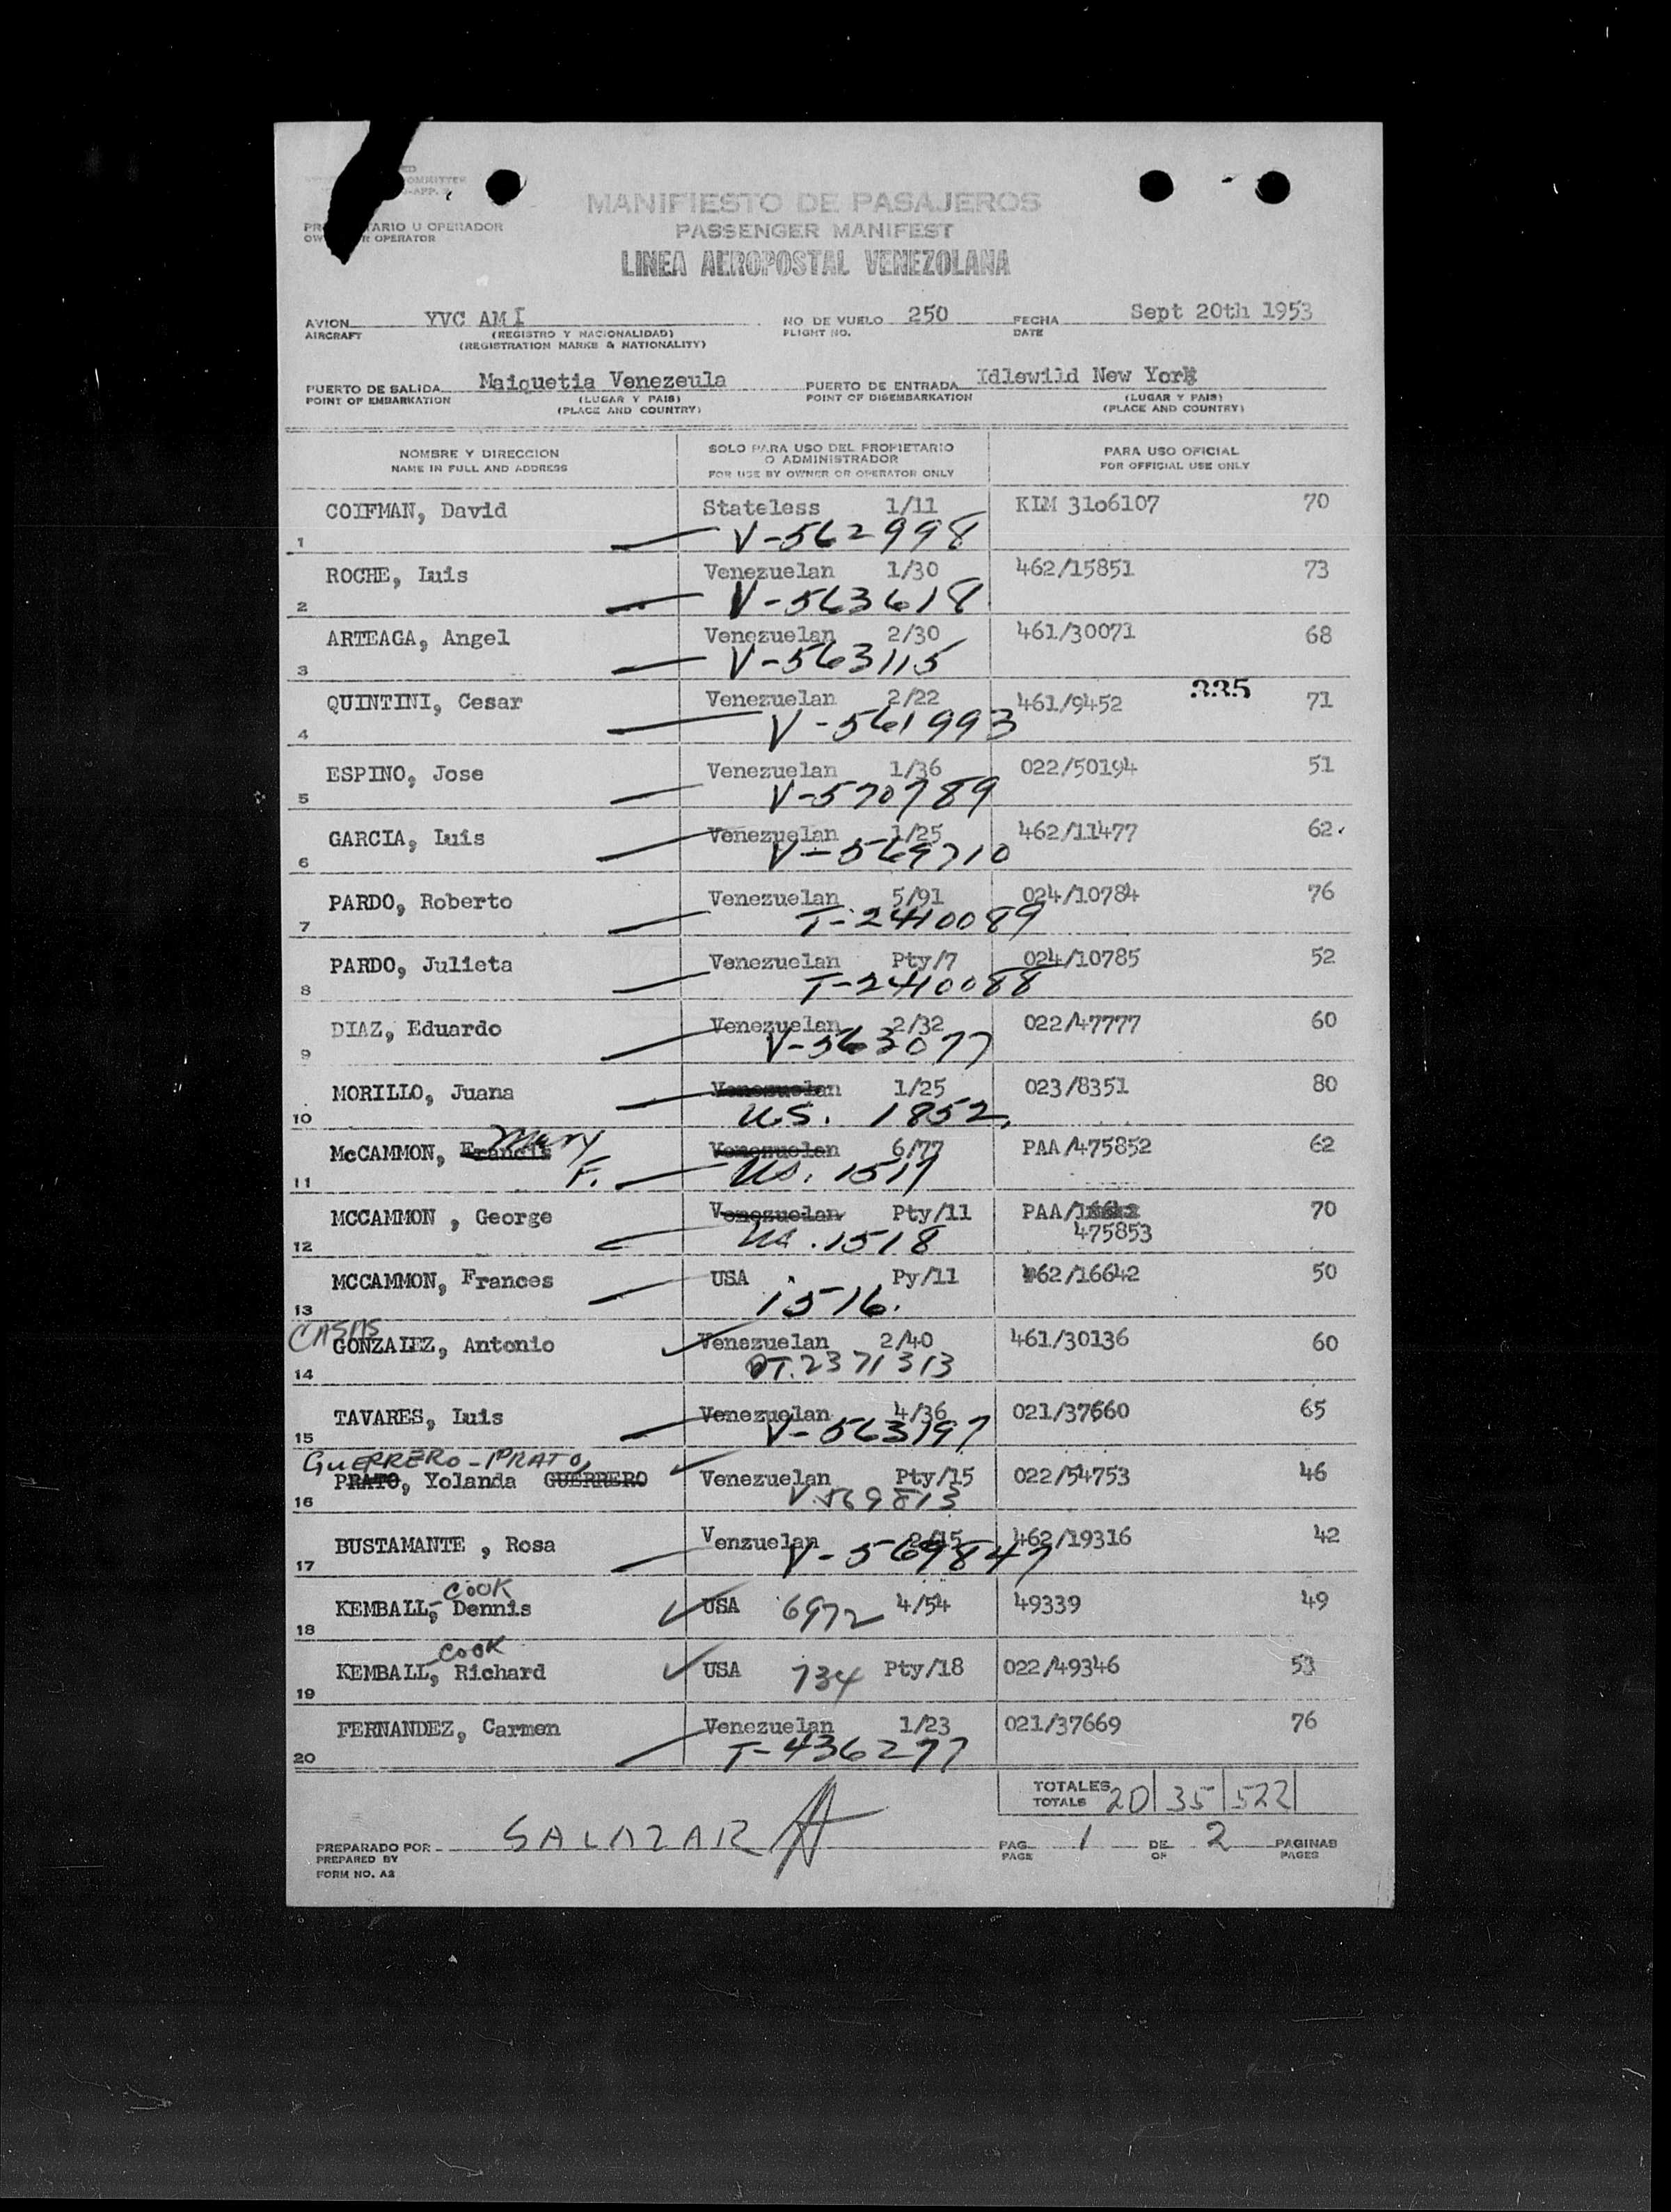 ED
OMMITTEE
-APP. 2
MANIFIESTO DE PASAJEROS
PASSENGER MANIFEST
LINEA AEROPOSTAL VENEZOLANA
PR TARIO U OPERADOR
OW R OPERATOR
AVION YVC AMI NO DE VUELO 250 FECHA Sept 20th 1953
AIRCRAFT (REGISTRO Y NACIONALIDAD) FLIGHT NO. DATE
(REGISTRATION MARKS & NATIONALITY)
PUERTO DE SALIDA Maiquetia Venezeula PUERTO DE ENTRADA Idlewild New York
POINT OF EMBARKATION (LUGAR Y PAIS) POINT OF DISEMBARKATION (LUGAR Y PAIS)
(PLACE AND COUNTRY) (PLACE AND COUNTRY)
NOMBRE Y DIRECCION SOLO PARA USO DEL PROPIETARIO PARA USO OFICIAL
O ADMINISTRADOR
NAME IN FULL AND ADDRESS FOR USE BY OWNER OR OPERATOR ONLY FOR OFFICIAL USE ONLY
COIFMAN, David Stateless 1/11 KLM 3106107 70
1 V-562998
ROCHE, Luis Venezuelan 1/30 462/15851 73
2 V-563618
ARTEAGA, Angel Venezuelan 2/30 461/30071 68
3 V-563115
QUINTINI, Cesar Venezuelan 2/22 461/9452 335 71
4 V-561993
ESPINO, Jose Venezuelan 1/36 022/50194 51
5 V-570789
GARCIA, Luis Venezuelan 1/25 462/11477 62
6 V-569710
PARDO, Roberto Venezuelan 5/91 024/10784 76
7 T-2410089
PARDO, Julieta Venezuelan Pty/7 024/10785 52
8 T-2410088
DIAZ, Eduardo Venezuelan 2/32 022/47777 60
9 V-563077
MORILLO, Juana Venezuelan 1/25 023/8351 80
10 U.S. 1852.
Mary
McCAMMON, Francis Venezuelan 6/77 PAA/475852 62
11 F. US. 1517
MCCAMMON , George Venezuelan Pty/11 PAA/16642 70
12 US. 1518 475853
MCCAMMON, Frances USA Py/11 462/16642 50
13 1516.
CASAS
GONZALEZ, Antonio Venezuelan 2/40 461/30136 60
14 T.2371313
TAVARES, Luis Venezuelan 4/36 021/37660 65
15 V-563197
GUERRERO-PRATO,
PRATO, Yolanda GUERRERO Venezuelan Pty/15 022/54753 46
16 V.569813
BUSTAMANTE , Rosa Venzuelan 2/15 462/19316 42
17 V-569847
COOK
KEMBALL-, Dennis USA 6972 4/54 49339 49
18
COOK
KEMBALL, Richard USA 734 Pty/18 022/49346 53
19
FERNANDEZ, Carmen Venezuelan 1/23 021/37669 76
20 T-436277
TOTALES
TOTALS 20 35 522
PREPARADO POR SALAZAR PAG 1 DE 2 PAGINAS
PREPARED BY PAGE OF PAGES
FORM NO. A2